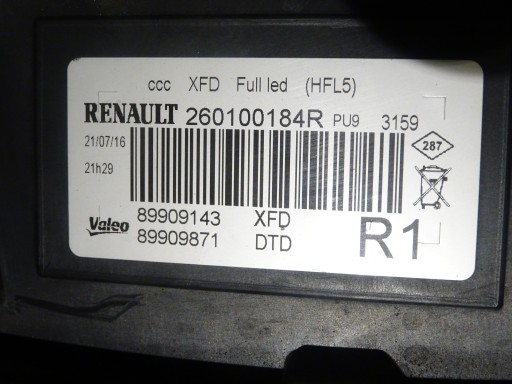 ccc XFD Full led (HFL5)
RENAULT 260100184R PU9 3159
21/07/16
287
21h29
Valeo 89909143 XFD
89909871 DTD
R1